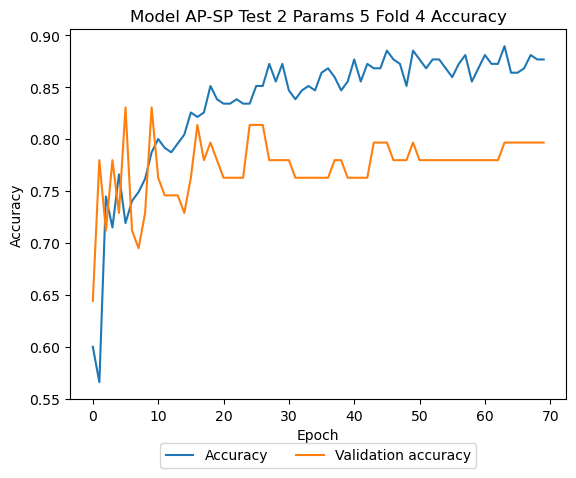 Model AP-SP Test 2 Params 5 Fold 4 Accuracy
0.90
0.85
0.80
0.75
0.70
0.65
0.60
0.55
Accuracy
0 10 20 30 40 50 60 70
Epoch
Accuracy Validation accuracy